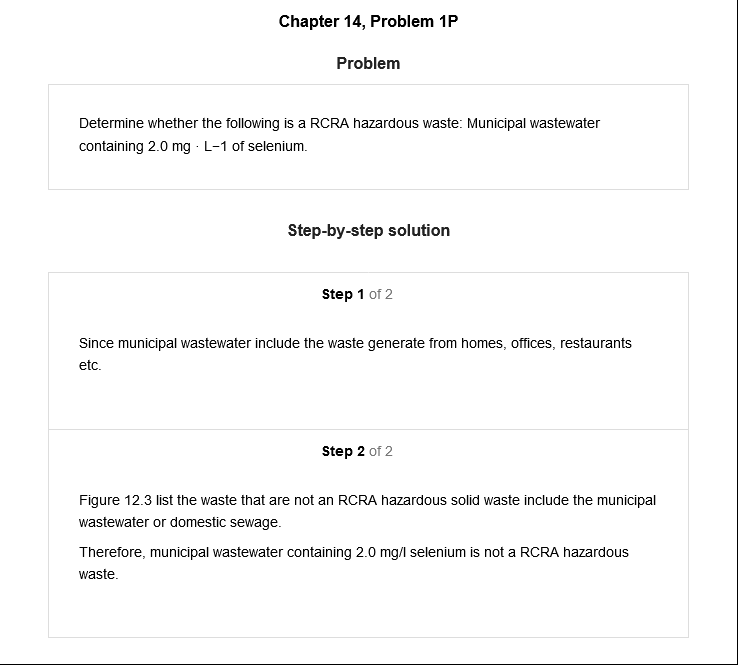 Chapter 14, Problem 1P
Problem
Determine whether the following is a RCRA hazardous waste: Municipal wastewater
containing 2.0 mg · L−1 of selenium.
Step-by-step solution
Step 1 of 2
Since municipal wastewater include the waste generate from homes, offices, restaurants
etc.
Step 2 of 2
Figure 12.3 list the waste that are not an RCRA hazardous solid waste include the municipal
wastewater or domestic sewage.
Therefore, municipal wastewater containing 2.0 mg/l selenium is not a RCRA hazardous
waste.